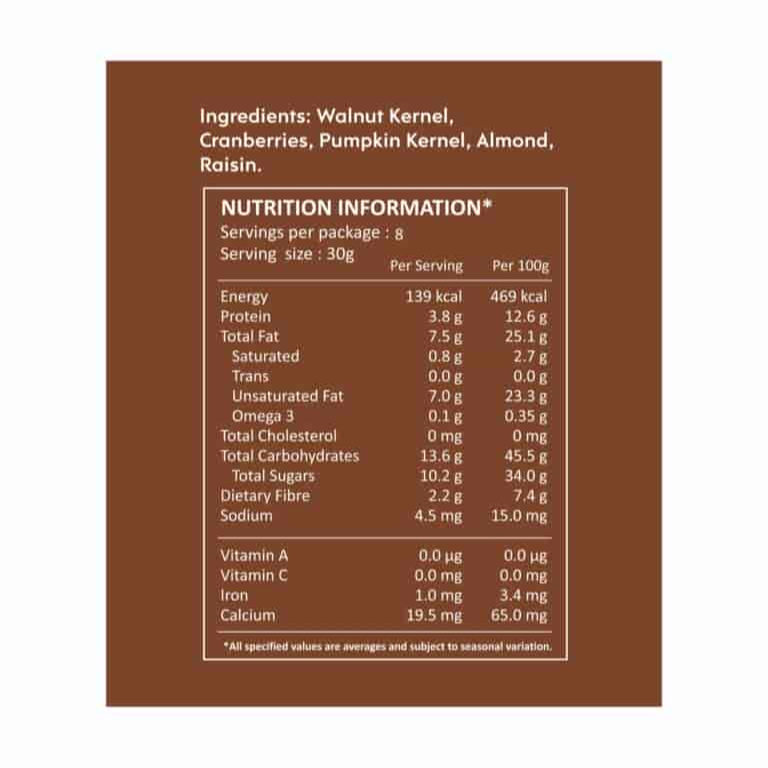 Ingredients: Walnut Kernel,
Cranberries, Pumpkin Kernel, Almond,
Raisin.
NUTRITION INFORMATION*
Servings per package : 8
Serving size : 30g
Per Serving Per 100g
Energy 139 kcal 469 kcal
Protein 3.8 g 12.6 g
Total Fat 7.5 g 25.1 g
Saturated 0.8 g 2.7 g
Trans 0.0 g 0.0 g
Unsaturated Fat 7.0 g 23.3 g
Omega 3 0.1 g 0.35 g
Total Cholesterol 0 mg 0 mg
Total Carbohydrates 13.6 g 45.5 g
Total Sugars 10.2 g 34.0 g
Dietary Fibre 2.2 g 7.4 g
Sodium 4.5 mg 15.0 mg
Vitamin A 0.0 µg 0.0 µg
Vitamin C 0.0 mg 0.0 mg
Iron 1.0 mg 3.4 mg
Calcium 19.5 mg 65.0 mg
*All specified values are averages and subject to seasonal variation.